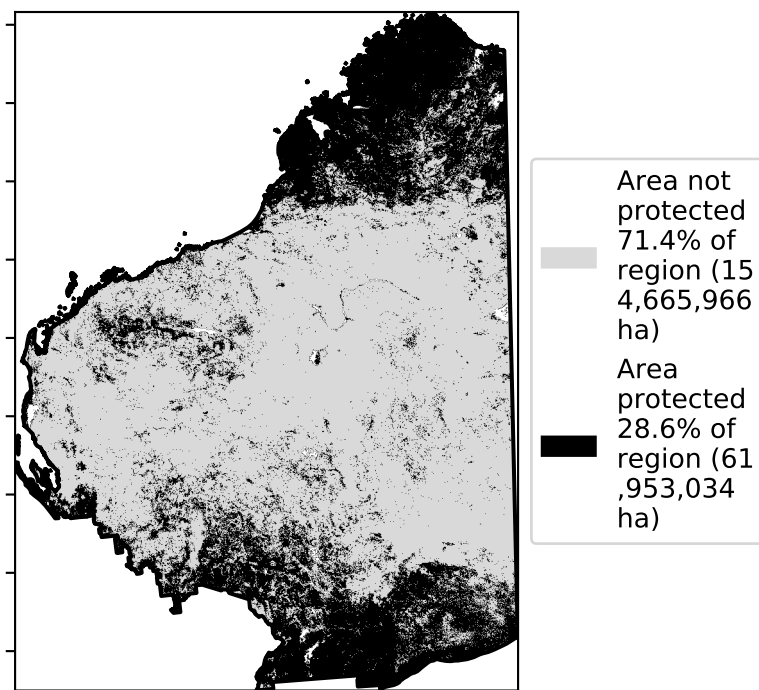 Area not
protected
71.4% of
region (15
4,665,966
ha)
Area
protected
28.6% of
region (61
,953,034
ha)